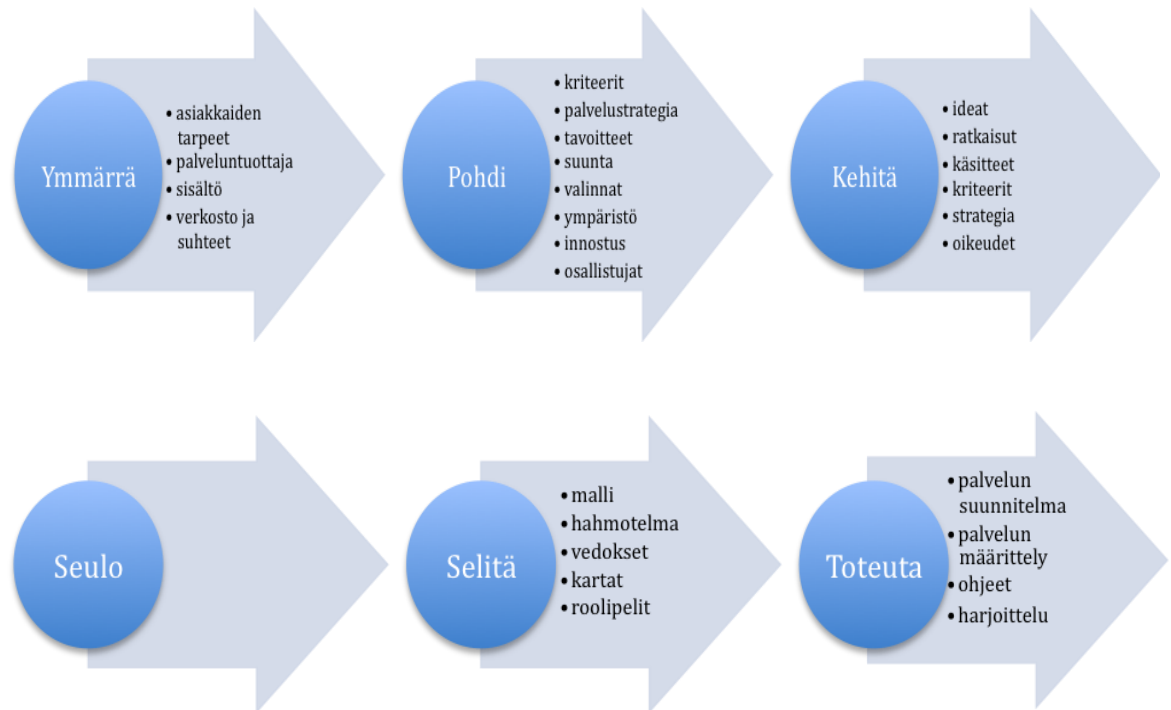 Ymmärrä
• asiakkaiden
tarpeet
• palveluntuottaja
• sisältö
• verkosto ja
suhteet
Pohdi
• kriteerit
• palvelustrategia
• tavoitteet
• suunta
• valinnat
• ympäristö
• innostus
• osallistujat
Kehitä
• ideat
• ratkaisut
• käsitteet
• kriteerit
• strategia
• oikeudet
Seulo
Selitä
• malli
• hahmotelma
• vedokset
• kartat
• roolipelit
Toteuta
• palvelun
suunnitelma
• palvelun
määrittely
• ohjeet
• harjoittelu